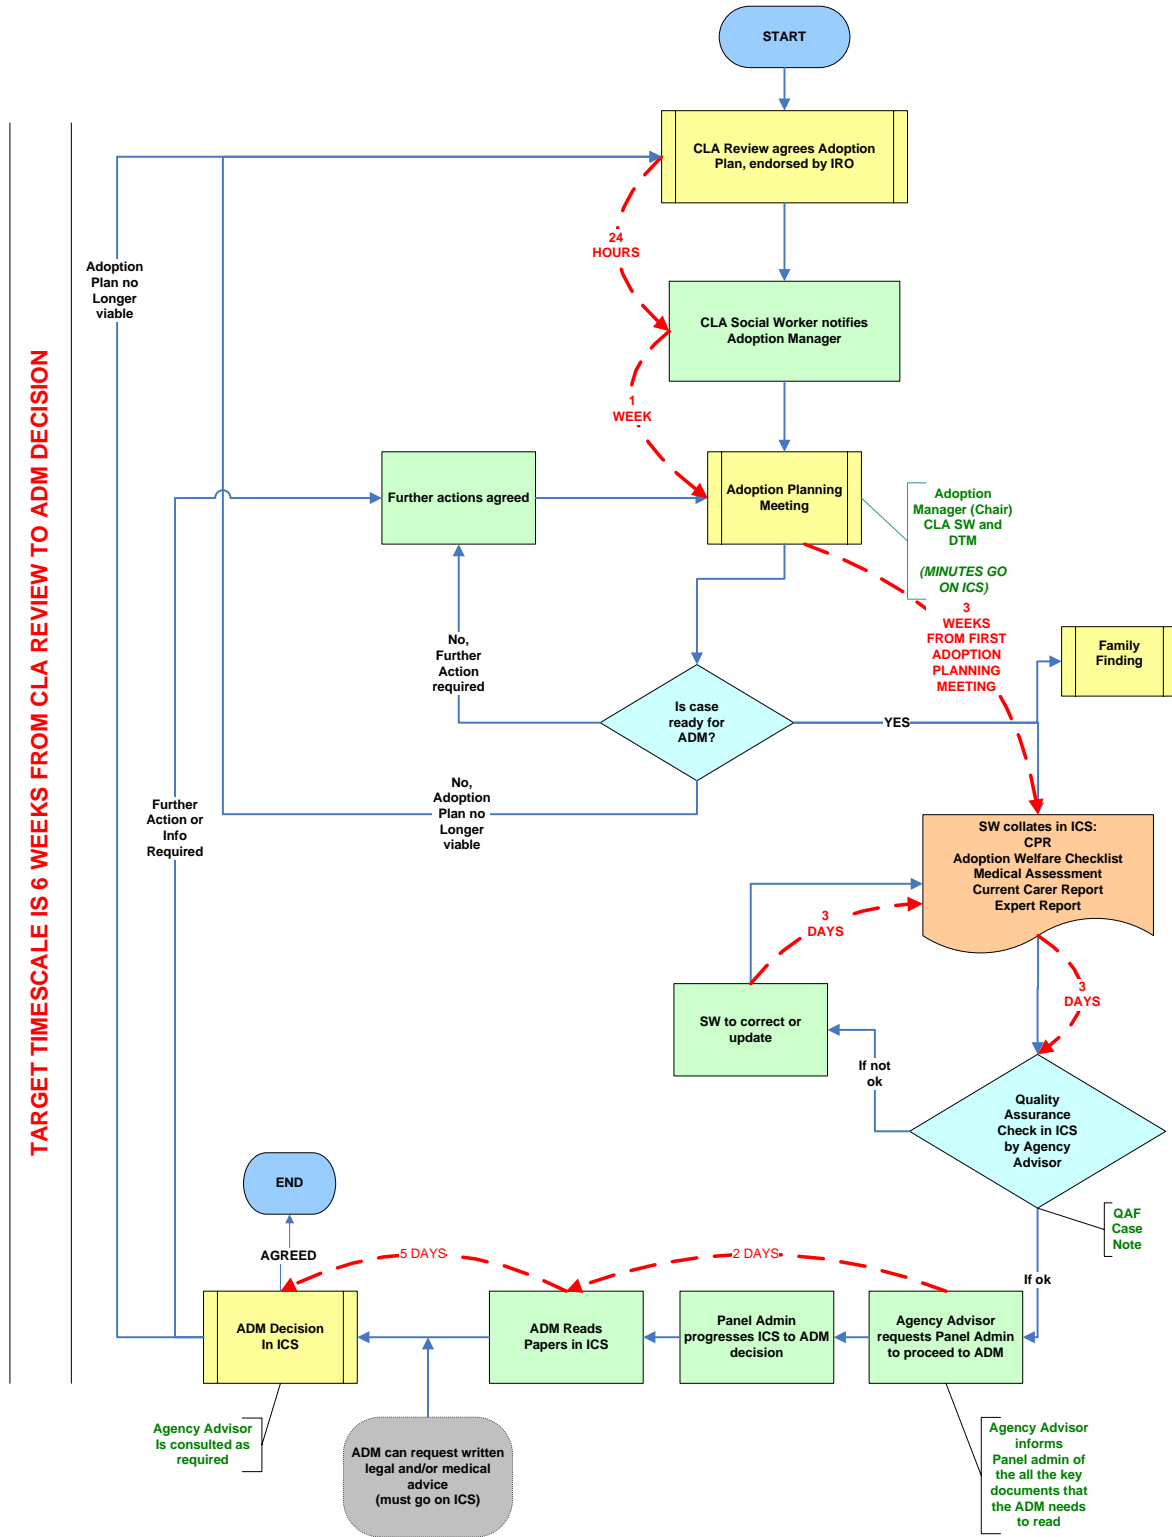 START
CLA Review agrees Adoption
Plan, endorsed by IRO
24
HOURS
Adoption
Plan no
Longer
viable
CLA Social Worker notifies
Adoption Manager
TARGET TIMESCALE IS 6 WEEKS FROM CLA REVIEW TO ADM DECISION
1
WEEK
Further actions agreed
Adoption Planning
Meeting
Adoption
Manager (Chair)
CLA SW and
DTM
(MINUTES GO
ON ICS)
3
WEEKS
FROM FIRST
ADOPTION
PLANNING
MEETING
Family
Finding
No,
Further
Action
required
Is case
ready for
ADM?
YES
No,
Adoption
Plan no
Longer
viable
Further
Action or
Info
Required
SW collates in ICS:
CPR
Adoption Welfare Checklist
Medical Assessment
Current Carer Report
Expert Report
3
DAYS
3
DAYS
SW to correct or
update
If not
ok
Quality
Assurance
Check in ICS
by Agency
Advisor
END
QAF
Case
Note
AGREED
5 DAYS
2 DAYS
If ok
ADM Decision
In ICS
ADM Reads
Papers in ICS
Panel Admin
progresses ICS to ADM
decision
Agency Advisor
requests Panel Admin
to proceed to ADM
Agency Advisor
Is consulted as
required
ADM can request written
legal and/or medical
advice
(must go on ICS)
Agency Advisor
informs
Panel admin of
the all the key
documents that
the ADM needs
to read